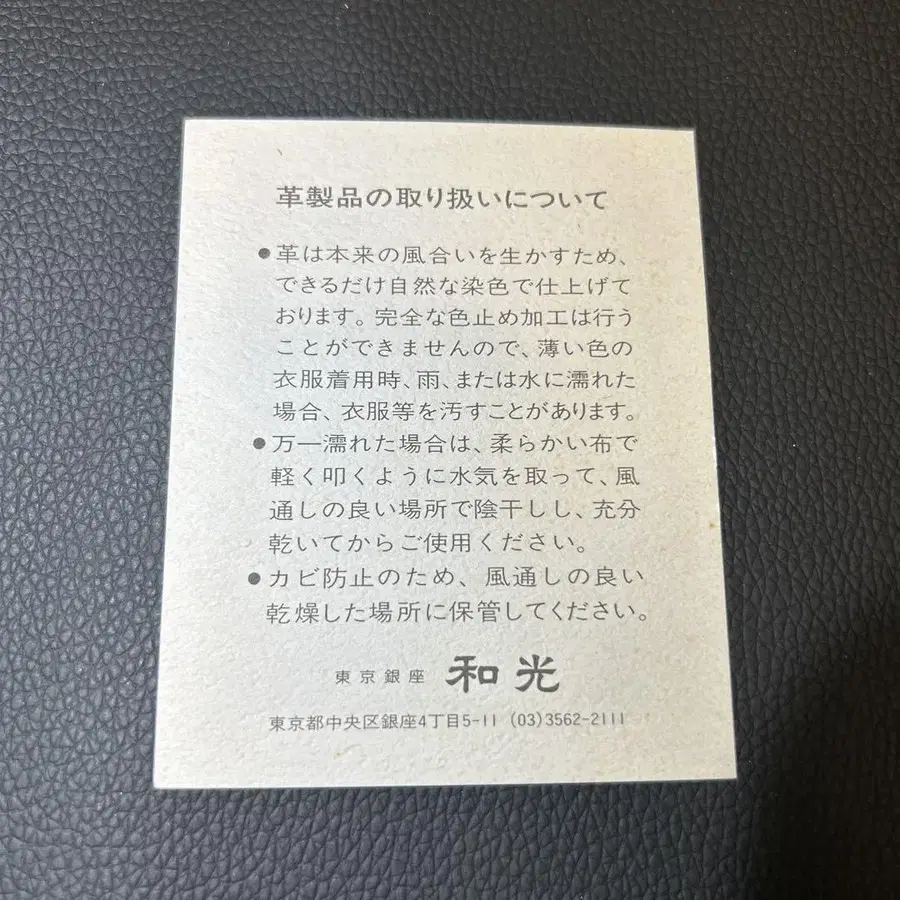 革製品の取り扱いについて
●革は本来の風合いを生かすため、
できるだけ自然な染色で仕上げて
おります。完全な色止め加工は行う
ことができませんので、薄い色の
衣服着用時、雨、または水に濡れた
場合、衣服等を汚すことがあります。
●万一濡れた場合は、柔らかい布で
軽く叩くように水気を取って、風
通しの良い場所で陰干しし、充分
乾いてからご使用ください。
●カビ防止のため、風通しの良い
乾燥した場所に保管してください。
東京銀座 和光
東京都中央区銀座4丁目5-11 (03)3562-2111